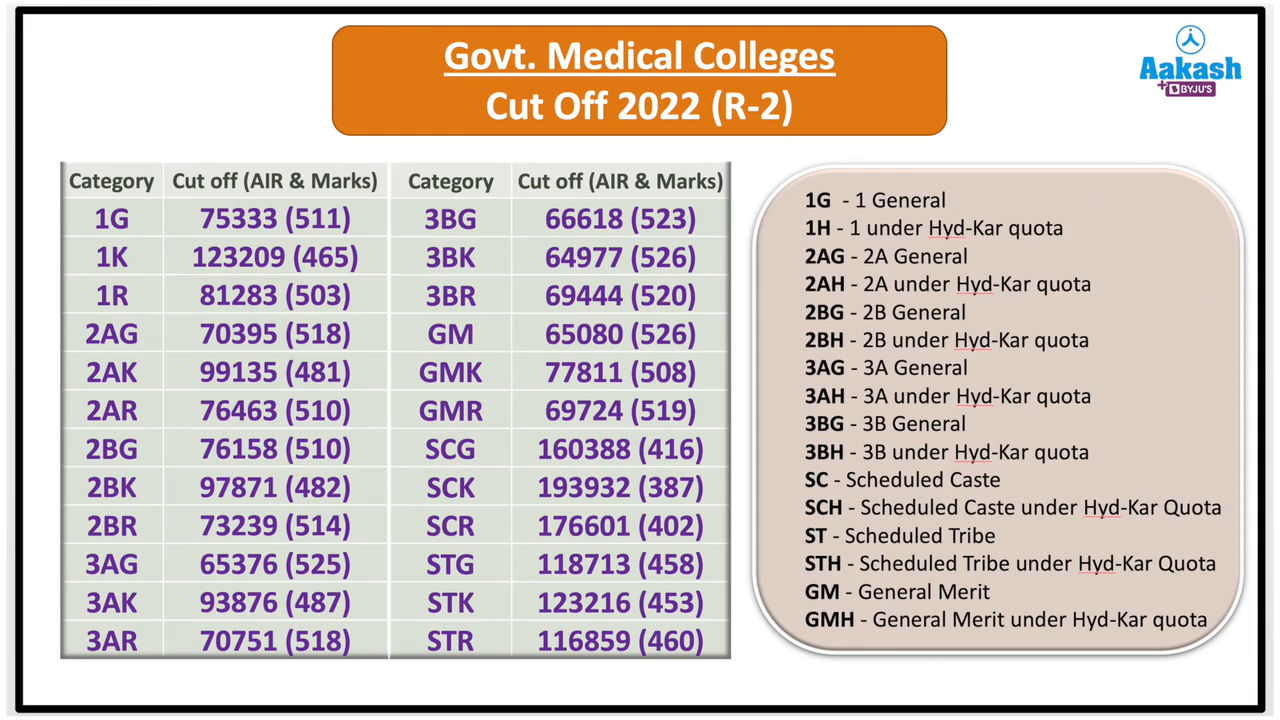 Govt. Medical Colleges
Cut Off 2022 (R-2)
Aakash
+BYJU'S
Category Cut off (AIR & Marks) Category Cut off (AIR & Marks)
1G 75333 (511) 3BG 66618 (523)
1K 123209 (465) 3BK 64977 (526)
1R 81283 (503) 3BR 69444 (520)
2AG 70395 (518) GM 65080 (526)
2AK 99135 (481) GMK 77811 (508)
2AR 76463 (510) GMR 69724 (519)
2BG 76158 (510) SCG 160388 (416)
2BK 97871 (482) SCK 193932 (387)
2BR 73239 (514) SCR 176601 (402)
3AG 65376 (525) STG 118713 (458)
3AK 93876 (487) STK 123216 (453)
3AR 70751 (518) STR 116859 (460)
1G - 1 General
1H - 1 under Hyd-Kar quota
2AG - 2A General
2AH - 2A under Hyd-Kar quota
2BG - 2B General
2BH - 2B under Hyd-Kar quota
3AG - 3A General
3AH - 3A under Hyd-Kar quota
3BG - 3B General
3BH - 3B under Hyd-Kar quota
SC - Scheduled Caste
SCH - Scheduled Caste under Hyd-Kar Quota
ST - Scheduled Tribe
STH - Scheduled Tribe under Hyd-Kar Quota
GM - General Merit
GMH - General Merit under Hyd-Kar quota